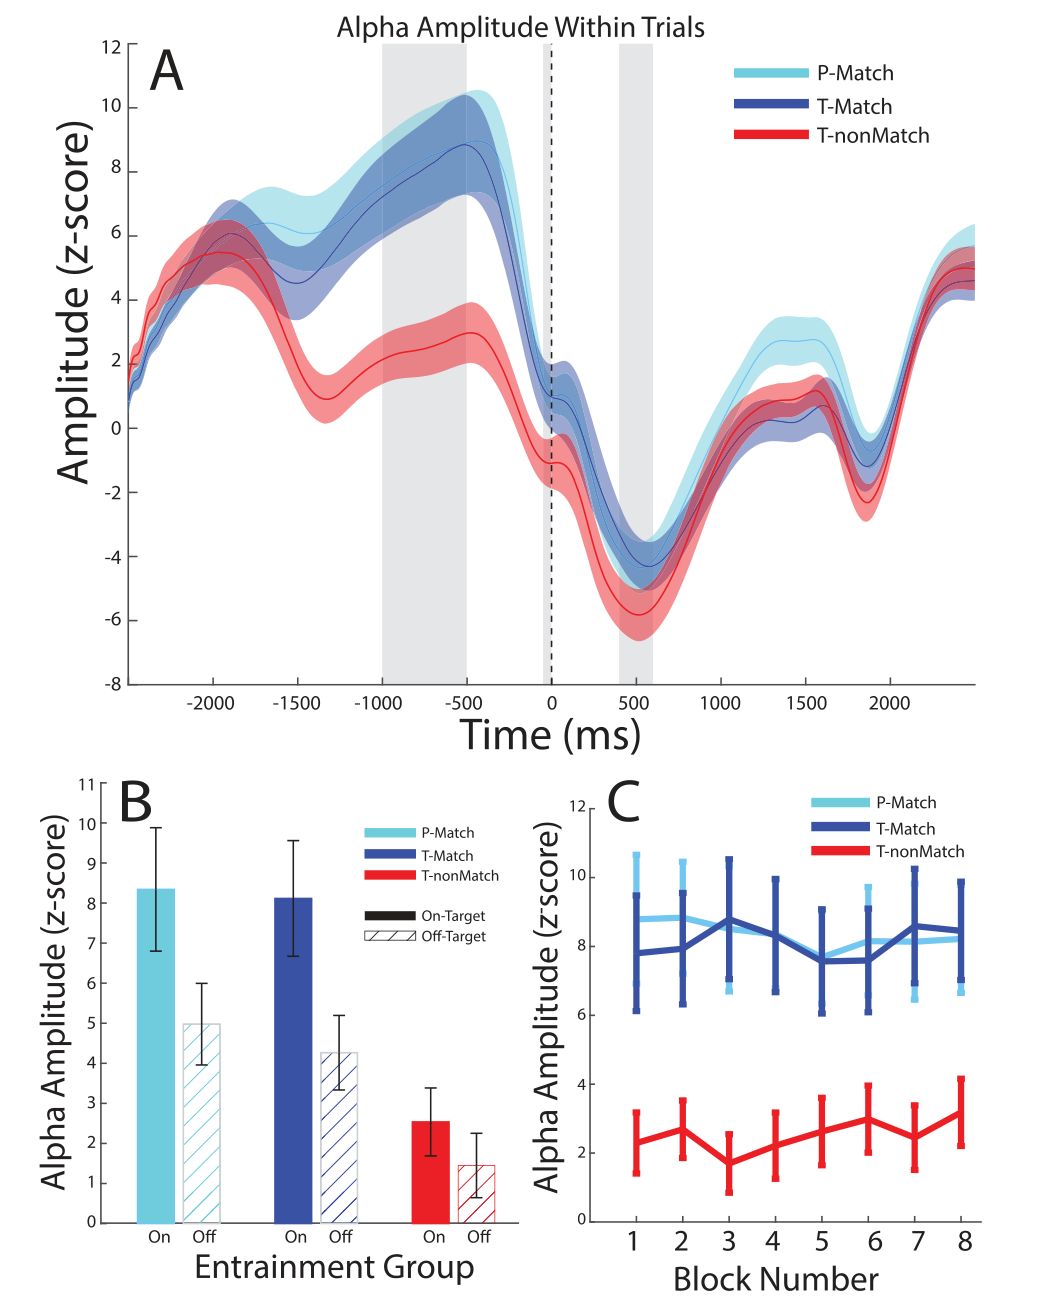 Alpha Amplitude Within Trials
A
P-Match
T-Match
T-nonMatch
Amplitude (z-score)
12
10
8
6
4
2
0
-2
-4
-6
-8
-2000 -1500 -1000 -500 0 500 1000 1500 2000
Time (ms)
B
P-Match
T-Match
T-nonMatch
On-Target
Off-Target
Alpha Amplitude (z-score)
11
10
9
8
7
6
5
4
3
2
1
0
On Off On Off On Off
Entrainment Group
C
P-Match
T-Match
T-nonMatch
Alpha Amplitude (z-score)
12
10
8
6
4
2
0
1 2 3 4 5 6 7 8
Block Number